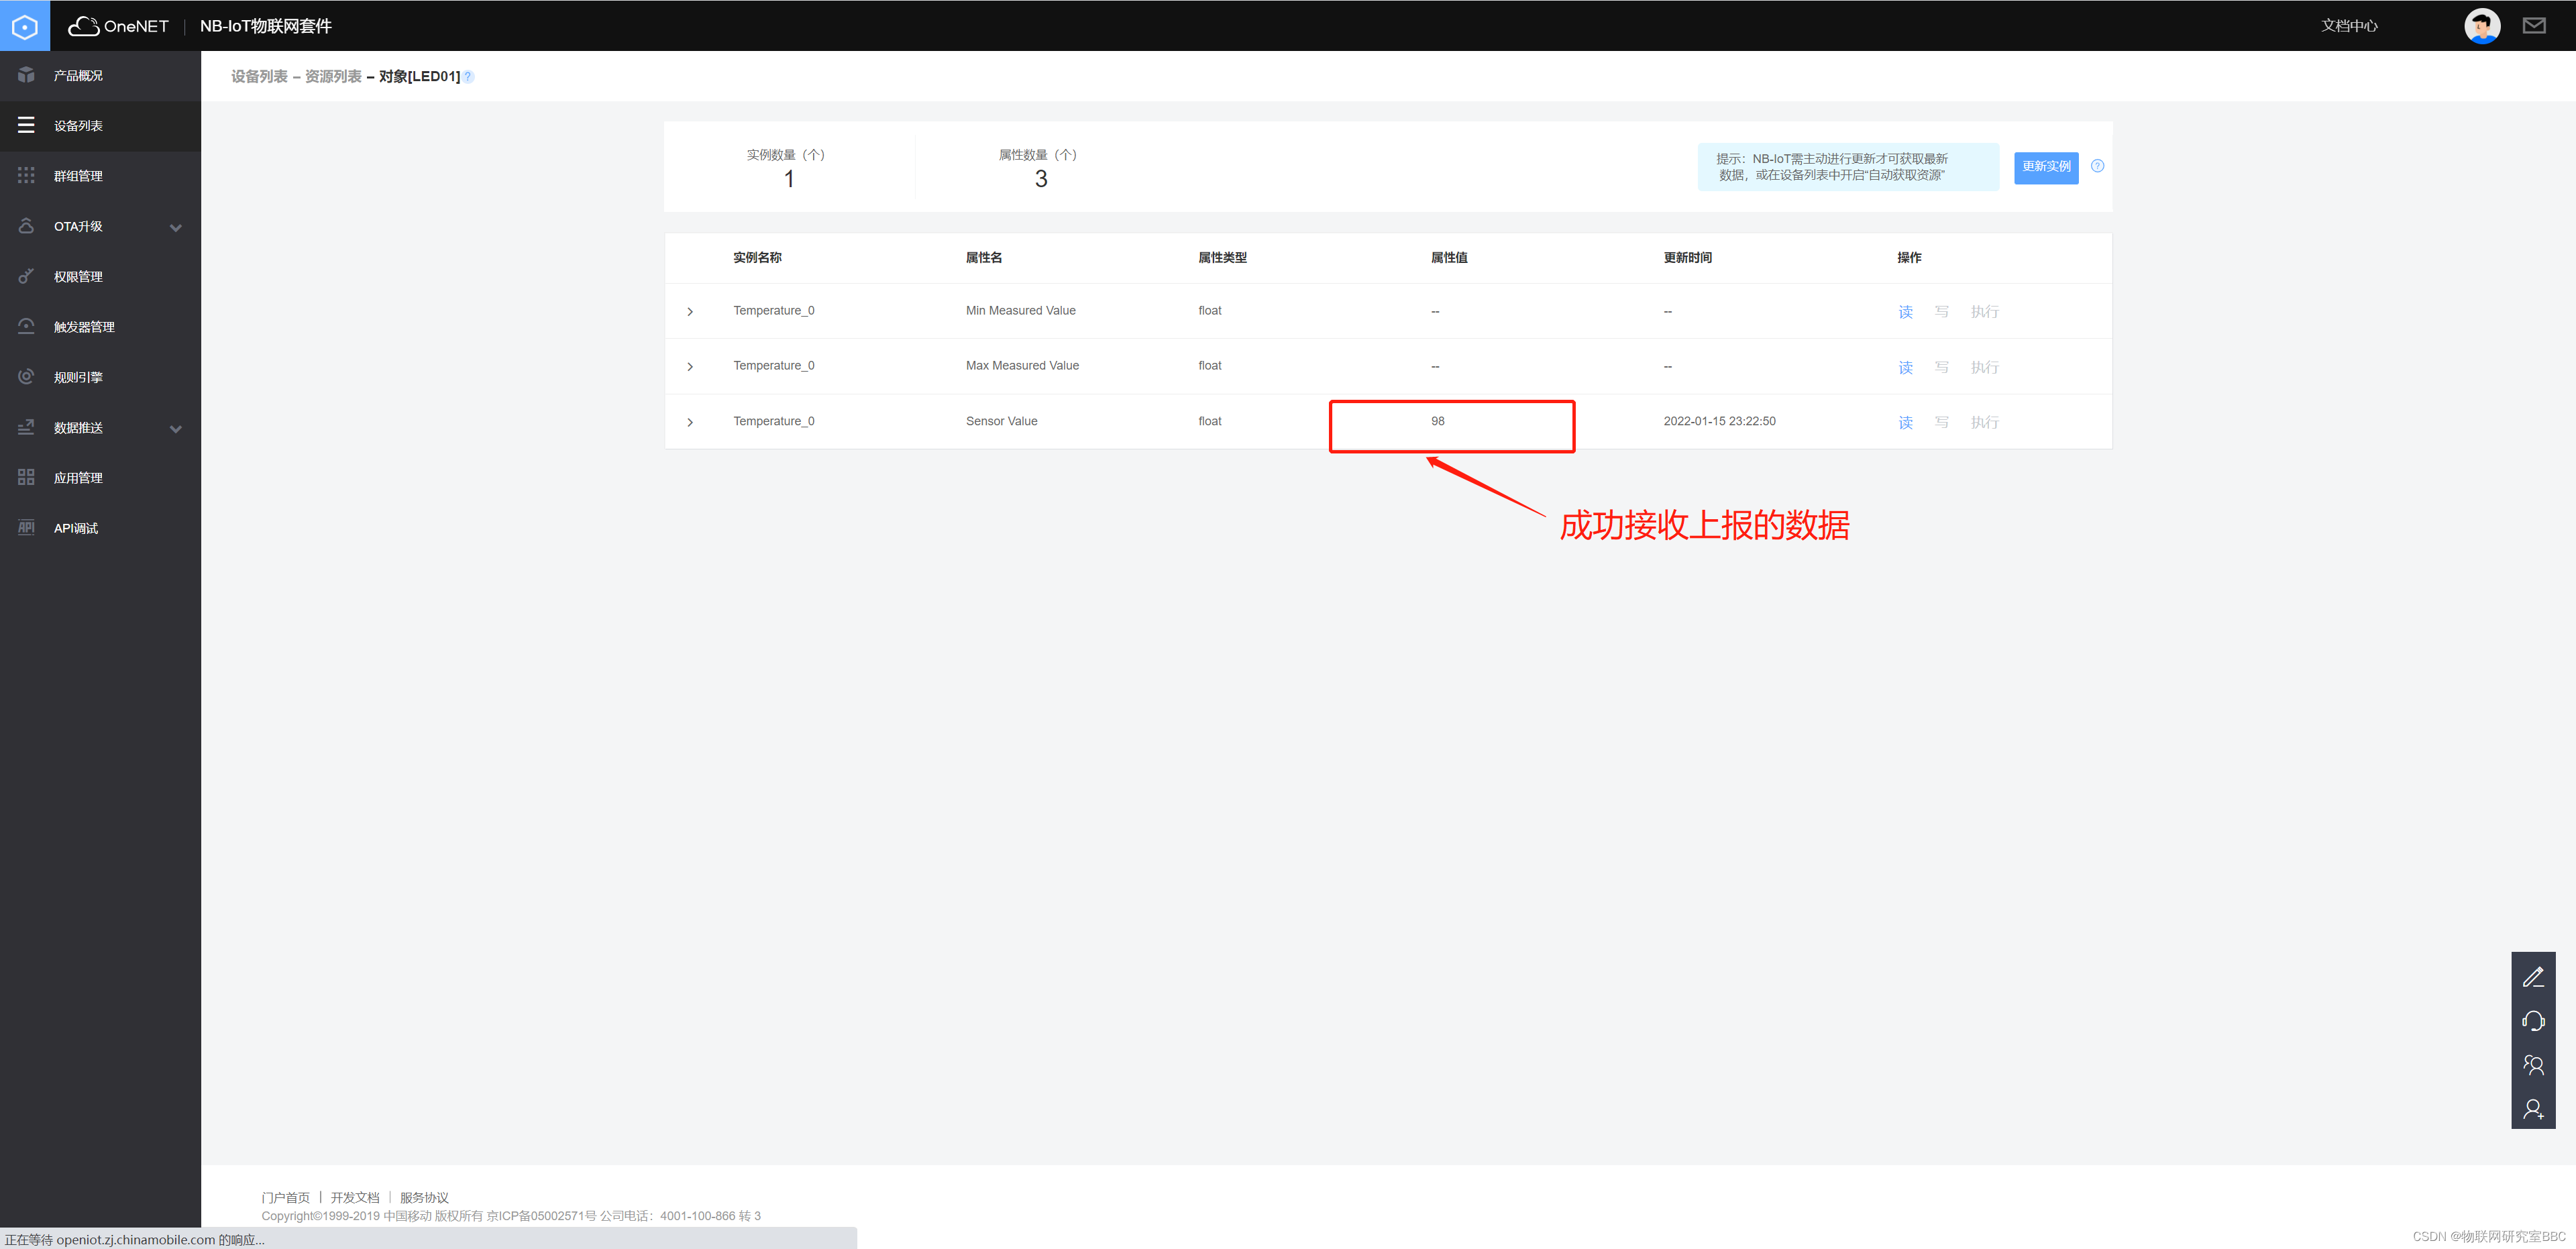 OneNET | NB-IoT物联网套件
文档中心
产品概况
设备列表
群组管理
OTA升级
权限管理
触发器管理
规则引擎
数据推送
应用管理
API调试
设备列表 – 资源列表 – 对象[LED01]?
实例数量（个）
1
属性数量（个）
3
提示：NB-IoT需主动进行更新才可获取最新
数据，或在设备列表中开启“自动获取资源”
更新实例 ?
实例名称 属性名 属性类型 属性值 更新时间 操作
Temperature_0 Min Measured Value float -- -- 读 写 执行
Temperature_0 Max Measured Value float -- -- 读 写 执行
Temperature_0 Sensor Value float 98 2022-01-15 23:22:50 读 写 执行
成功接收上报的数据
门户首页 | 开发文档 | 服务协议
Copyright©1999-2019 中国移动 版权所有 京ICP备05002571号 公司电话：4001-100-866 转 3
正在等待 openiot.zj.chinamobile.com 的响应...
CSDN @物联网研究室BBC